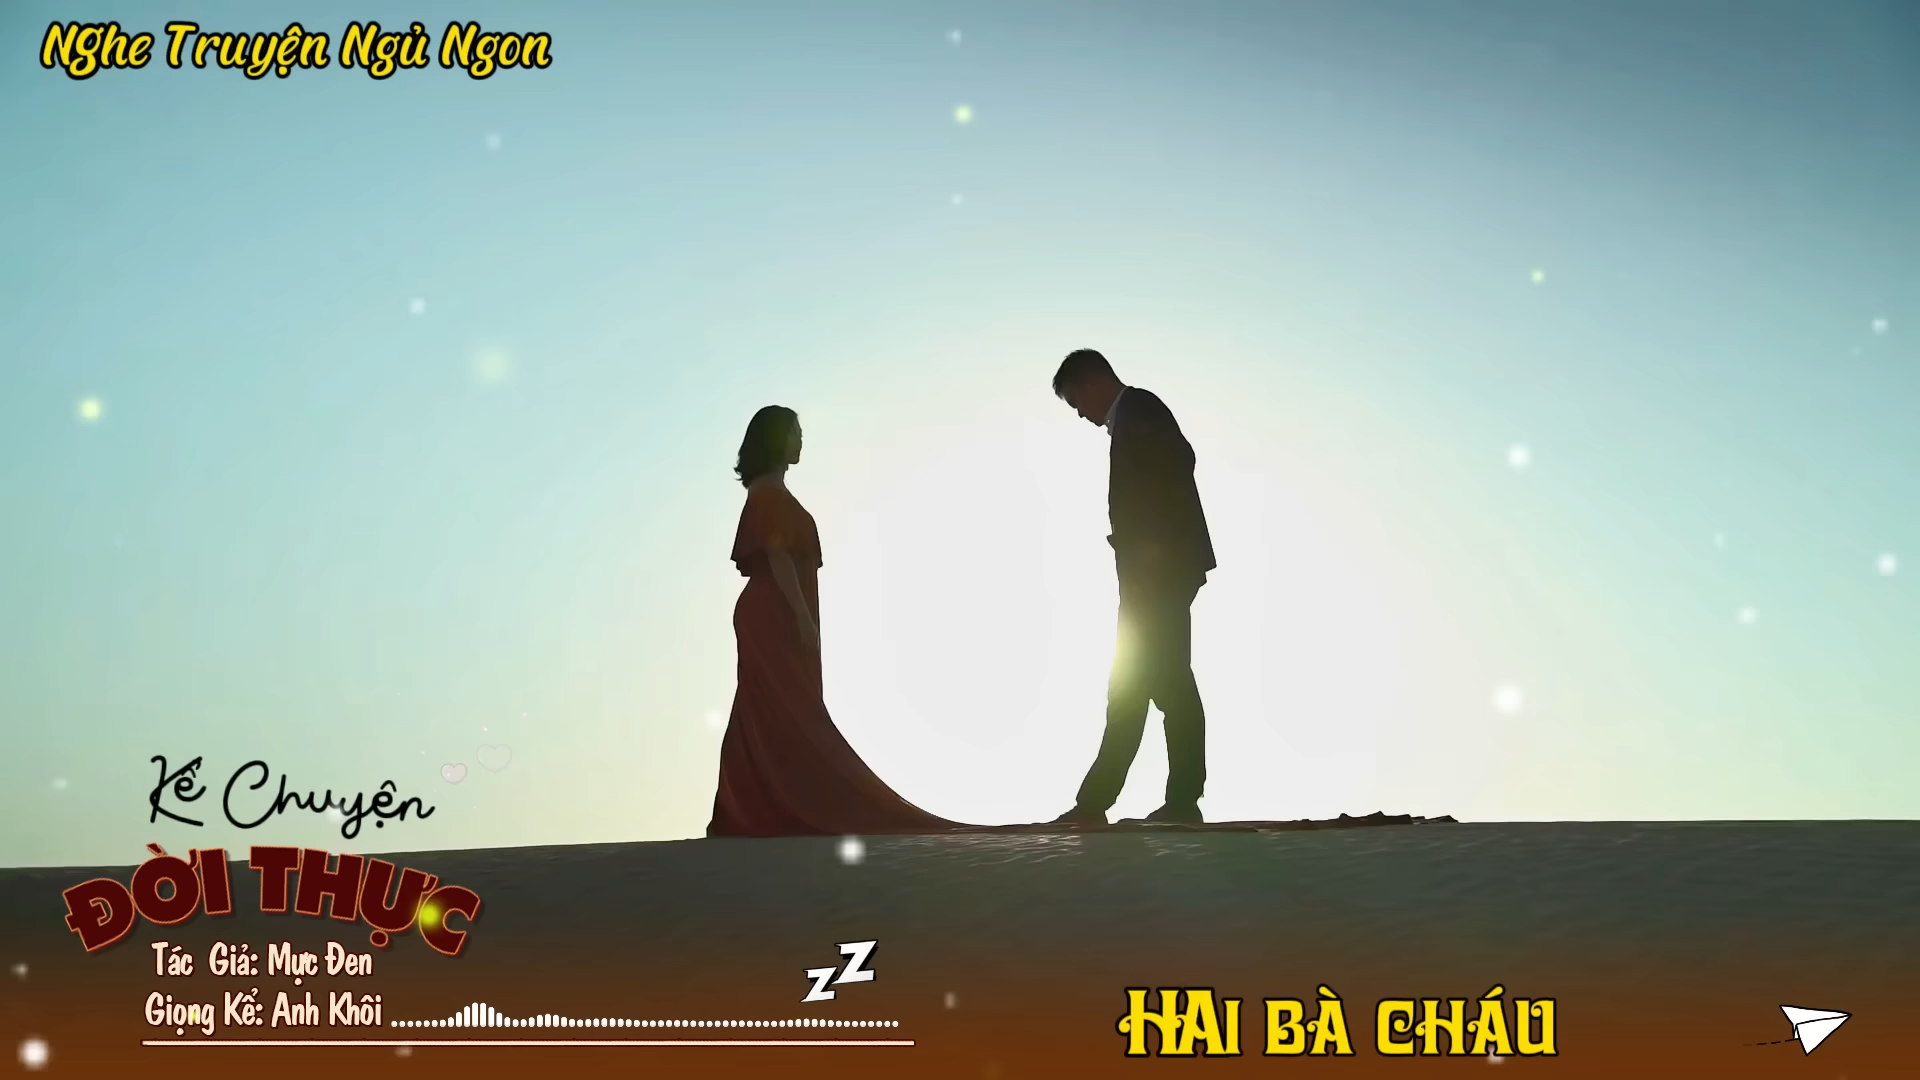 Nghe Truyện Ngủ Ngon
Kể Chuyện
ĐỜI THỰC
Tác Giả: Mực Đen
Giọng Kể: Anh Khôi
zZ
HAI BÀ CHÁU